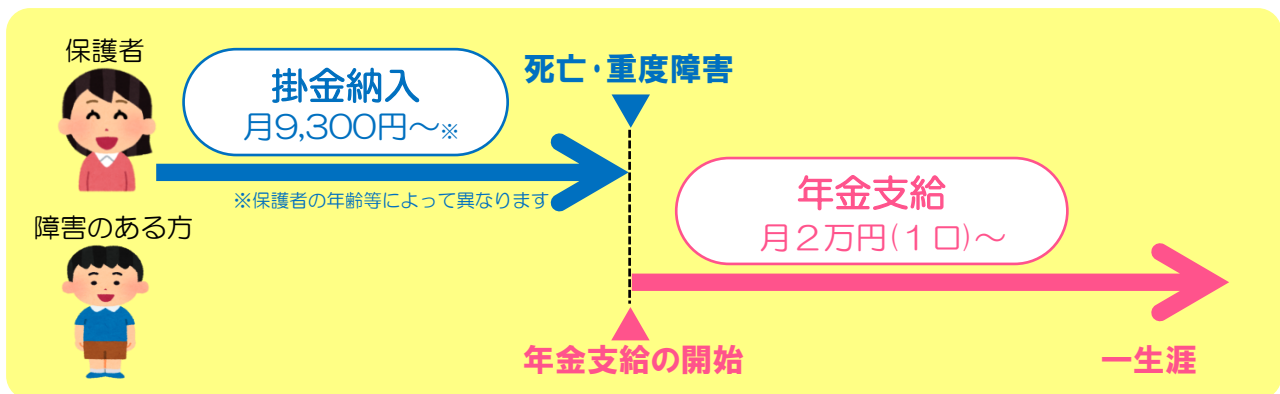 保護者
掛金納入
月9,300円～※
※保護者の年齢等によって異なります
死亡・重度障害
障害のある方
年金支給
月２万円(１口)～
年金支給の開始
一生涯